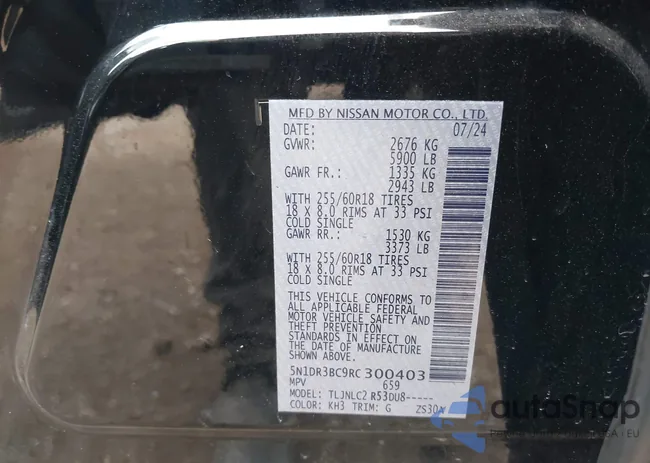 MFD BY NISSAN MOTOR CO., LTD.
DATE: 07/24
GVWR: 2676 KG
5900 LB
GAWR FR.: 1335 KG
2943 LB
WITH 255/60R18 TIRES
18 X 8.0 RIMS AT 33 PSI
COLD SINGLE
GAWR RR.: 1530 KG
3373 LB
WITH 255/60R18 TIRES
18 X 8.0 RIMS AT 33 PSI
COLD SINGLE
THIS VEHICLE CONFORMS TO
ALL APPLICABLE FEDERAL
MOTOR VEHICLE SAFETY AND
THEFT PREVENTION
STANDARDS IN EFFECT ON
THE DATE OF MANUFACTURE
SHOWN ABOVE.
5N1DR3BC9RC300403
MPV 659
MODEL: TLJNLC2 R53DU8-----
COLOR: KH3 TRIM: G ZS30A
autoSnap